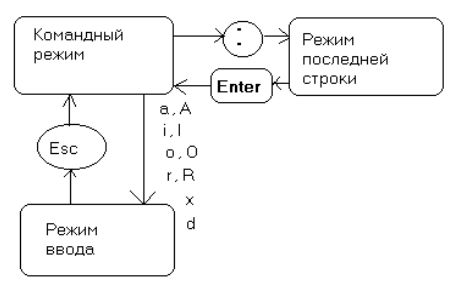 Командный
режим
:
Режим
последней
строки
Enter
a,A
i,I
o,O
r,R
x
d
Esc
Режим
ввода